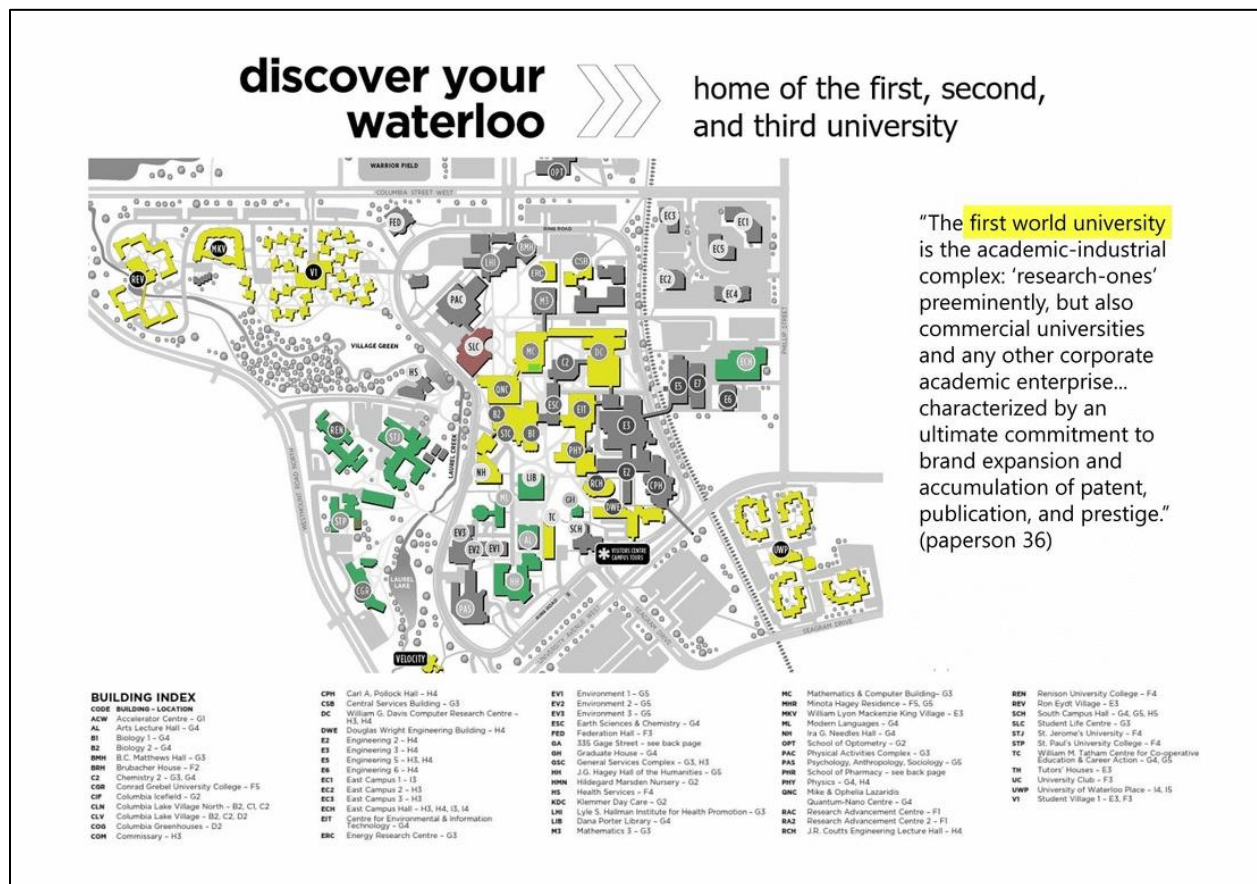 discover your
waterloo
home of the first, second,
and third university
"The first world university
is the academic-industrial
complex: 'research-ones'
preeminently, but also
commercial universities
and any other corporate
academic enterprise...
characterized by an
ultimate commitment to
brand expansion and
accumulation of patent,
publication, and prestige."
(paperson 36)
WARRIOR FIELD
OPT
COLUMBIA STREET WEST
FED
RING ROAD
EC3
EC1
EC5
EC2
EC4
BMH
LHI
ERC
CSB
MKV
REV
V1
PAC
M3
PHILLIP STREET
VILLAGE GREEN
SLC
MC
C2
DC
ECH
HS
QNC
E5
E7
E6
B2
ESC
EIT
E3
STC
B1
REN
STJ
LAUREL CREEK
WESTMOUNT ROAD NORTH
NH
PHY
LIB
RCH
E2
CPH
ML
GH
DWE
STP
TC
SCH
EV3
EV2
EV1
AL
VISITORS CENTRE
CAMPUS TOURS
UWP
LAUREL
LAKE
CGR
HH
PAS
RING ROAD
UNIVERSITY AVENUE WEST
SEAGRAM DRIVE
SEAGRAM DRIVE
VELOCITY
BUILDING INDEX
CODE BUILDING – LOCATION
ACW Accelerator Centre – G1
AL Arts Lecture Hall – G4
B1 Biology 1 – G4
B2 Biology 2 – G4
BMH B.C. Matthews Hall – G3
BRH Brubacher House – F2
C2 Chemistry 2 – G3, G4
CGR Conrad Grebel University College – F5
CIF Columbia Icefield – G2
CLN Columbia Lake Village North – B2, C1, C2
CLV Columbia Lake Village – B2, C2, D2
COG Columbia Greenhouses – D2
COM Commissary – H3
CPH Carl A. Pollock Hall – H4
CSB Central Services Building – G3
DC William G. Davis Computer Research Centre –
H3, H4
DWE Douglas Wright Engineering Building – H4
E2 Engineering 2 – H4
E3 Engineering 3 – H4
E5 Engineering 5 – H3, H4
E6 Engineering 6 – H4
EC1 East Campus 1 – I3
EC2 East Campus 2 – H3
EC3 East Campus 3 – H3
ECH East Campus Hall – H3, H4, I3, I4
EIT Centre for Environmental & Information
Technology – G4
ERC Energy Research Centre – G3
EV1 Environment 1 – G5
EV2 Environment 2 – G5
EV3 Environment 3 – G5
ESC Earth Sciences & Chemistry – G4
FED Federation Hall – F3
GA 335 Gage Street – see back page
GH Graduate House – G4
GSC General Services Complex – G3, H3
HH J.G. Hagey Hall of the Humanities – G5
HMN Hildegard Marsden Nursery – G2
HS Health Services – F4
KDC Klemmer Day Care – G2
LHI Lyle S. Hallman Institute for Health Promotion – G3
LIB Dana Porter Library – G4
M3 Mathematics 3 – G3
MC Mathematics & Computer Building– G3
MHR Minota Hagey Residence – F5, G5
MKV William Lyon Mackenzie King Village – E3
ML Modern Languages – G4
NH Ira G. Needles Hall – G4
OPT School of Optometry – G2
PAC Physical Activities Complex – G3
PAS Psychology, Anthropology, Sociology – G5
PHR School of Pharmacy – see back page
PHY Physics – G4, H4
QNC Mike & Ophelia Lazaridis
Quantum-Nano Centre – G4
RAC Research Advancement Centre – F1
RA2 Research Advancement Centre 2 – F1
RCH J.R. Coutts Engineering Lecture Hall – H4
REN Renison University College – F4
REV Ron Eydt Village – E3
SCH South Campus Hall – G4, G5, H5
SLC Student Life Centre – G3
STJ St. Jerome's University – F4
STP St. Paul's University College – F4
TC William M. Tatham Centre for Co-operative
Education & Career Action – G4, G5
TH Tutors' Houses – E3
UC University Club – F3
UWP University of Waterloo Place – I4, I5
V1 Student Village 1 – E3, F3